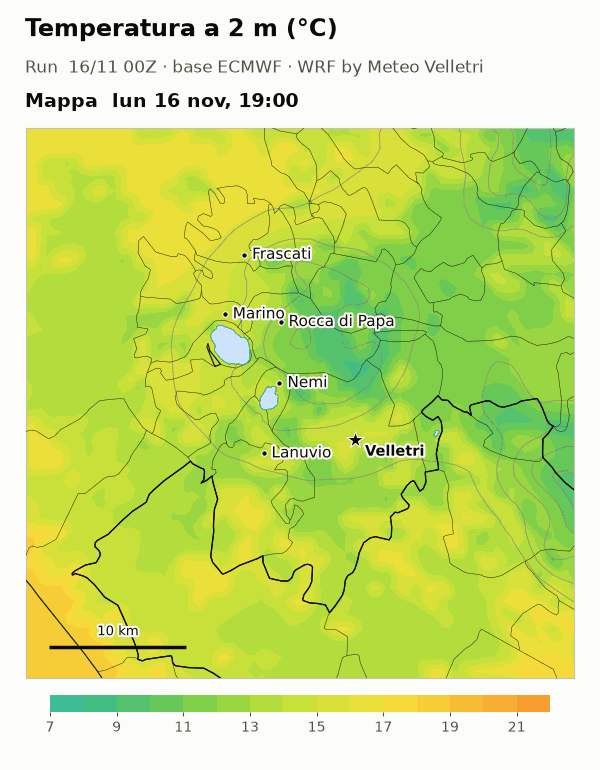 Temperatura a 2 m (°C)
Run  16/11 00Z · base ECMWF · WRF by Meteo Velletri
Mappa  lun 16 nov, 19:00
Frascati
Marino
Rocca di Papa
Nemi
Velletri
Lanuvio
10 km
7 9 11 13 15 17 19 21